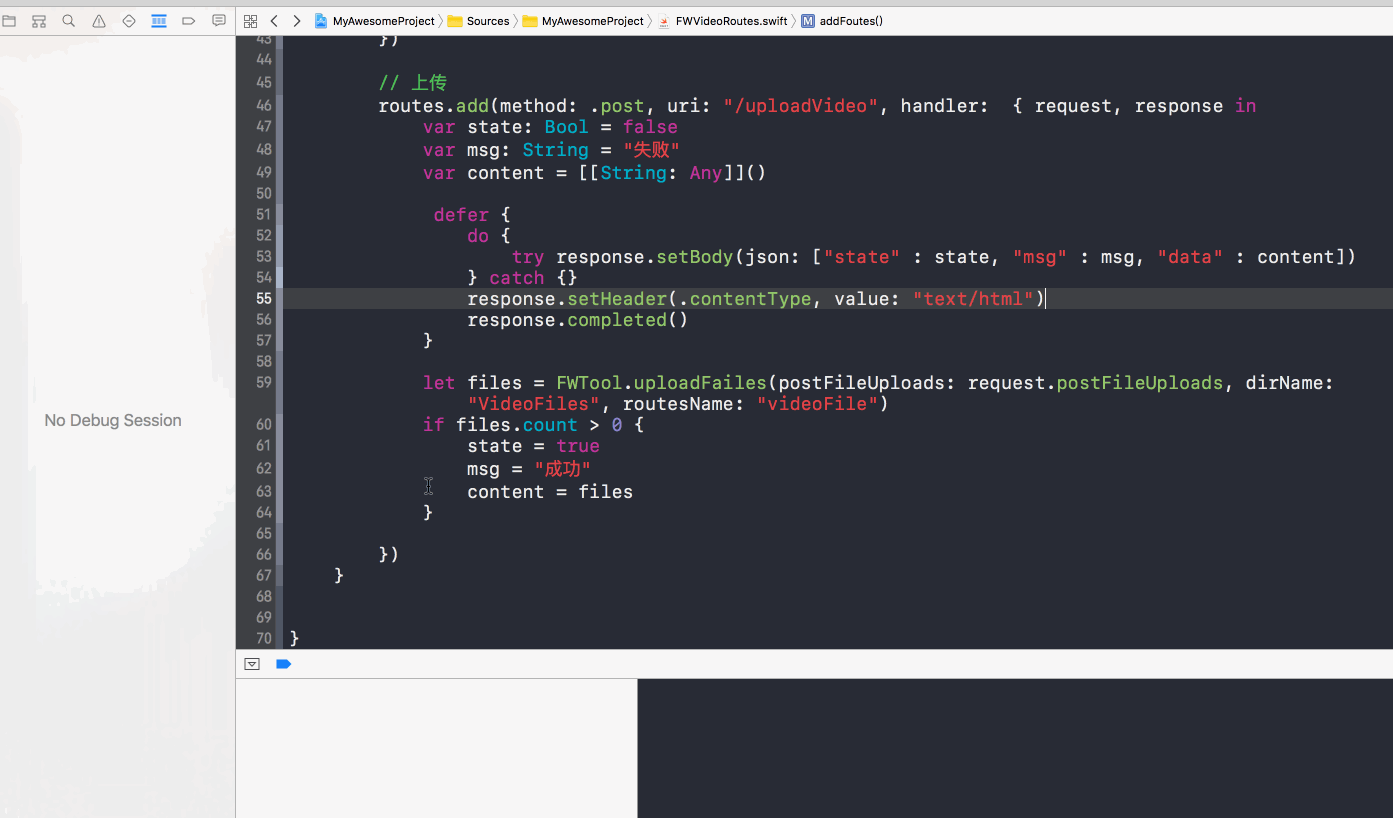 MyAwesomeProject Sources MyAwesomeProject FWVideoRoutes.swift M addFoutes()
No Debug Session
43 })
44
45 // 上传
46 routes.add(method: .post, uri: "/uploadVideo", handler:  { request, response in
47 var state: Bool = false
48 var msg: String = "失败"
49 var content = [[String: Any]]()
50
51 defer {
52 do {
53 try response.setBody(json: ["state" : state, "msg" : msg, "data" : content])
54 } catch {}
55 response.setHeader(.contentType, value: "text/html")
56 response.completed()
57 }
58
59 let files = FWTool.uploadFailes(postFileUploads: request.postFileUploads, dirName:
"VideoFiles", routesName: "videoFile")
60 if files.count > 0 {
61 state = true
62 msg = "成功"
63 content = files
64 }
65
66 })
67 }
68
69
70 }